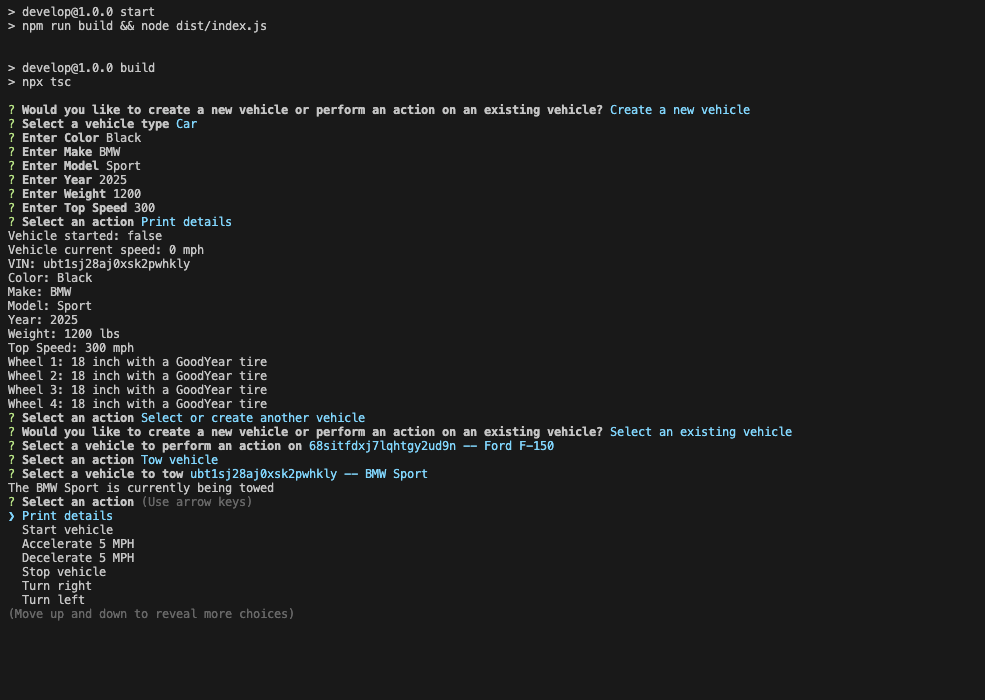 > develop@1.0.0 start
> npm run build && node dist/index.js
> develop@1.0.0 build
> npx tsc
? Would you like to create a new vehicle or perform an action on an existing vehicle? Create a new vehicle
? Select a vehicle type Car
? Enter Color Black
? Enter Make BMW
? Enter Model Sport
? Enter Year 2025
? Enter Weight 1200
? Enter Top Speed 300
? Select an action Print details
Vehicle started: false
Vehicle current speed: 0 mph
VIN: ubt1sj28aj0xsk2pwhkly
Color: Black
Make: BMW
Model: Sport
Year: 2025
Weight: 1200 lbs
Top Speed: 300 mph
Wheel 1: 18 inch with a GoodYear tire
Wheel 2: 18 inch with a GoodYear tire
Wheel 3: 18 inch with a GoodYear tire
Wheel 4: 18 inch with a GoodYear tire
? Select an action Select or create another vehicle
? Would you like to create a new vehicle or perform an action on an existing vehicle? Select an existing vehicle
? Select a vehicle to perform an action on 68sitfdxj7lqhtgy2ud9n -- Ford F-150
? Select an action Tow vehicle
? Select a vehicle to tow ubt1sj28aj0xsk2pwhkly -- BMW Sport
The BMW Sport is currently being towed
? Select an action (Use arrow keys)
❯ Print details
Start vehicle
Accelerate 5 MPH
Decelerate 5 MPH
Stop vehicle
Turn right
Turn left
(Move up and down to reveal more choices)